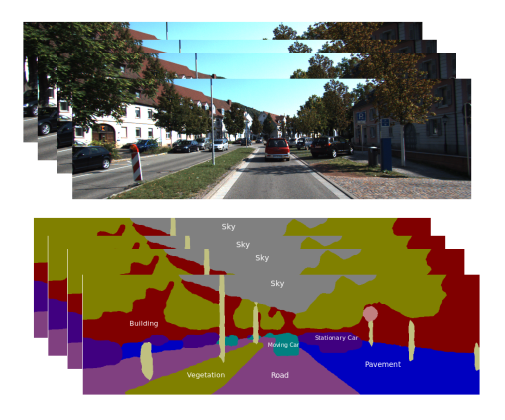 Sky
Sky
Sky
Sky
Building
Moving Car
Stationary Car
Pavement
Vegetation
Road